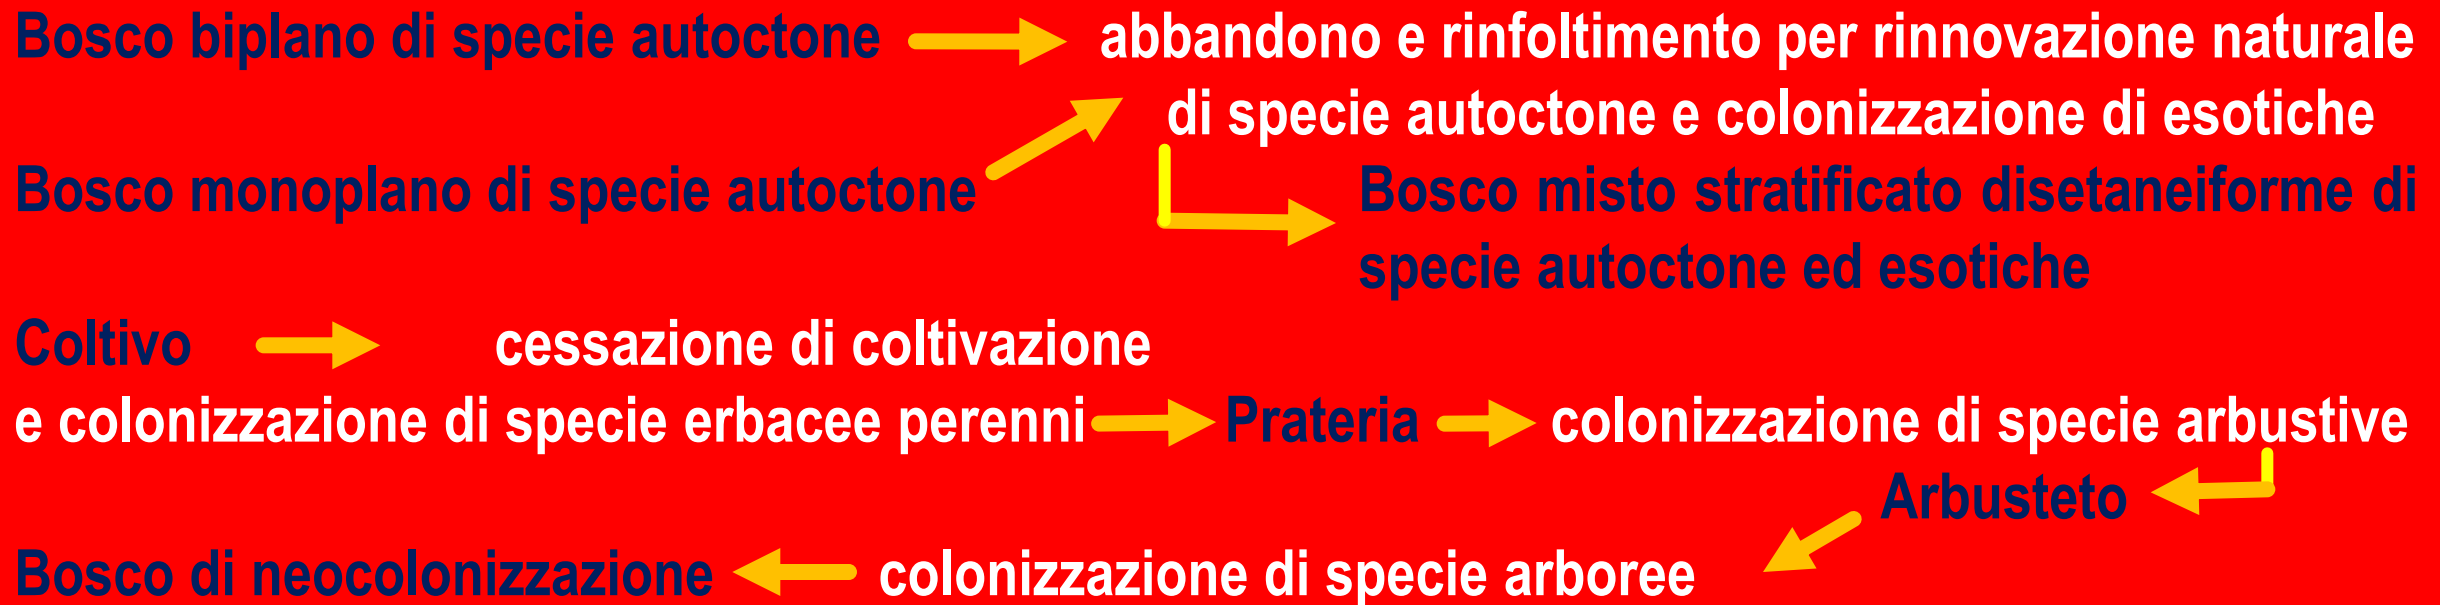 Bosco biplano di specie autoctone abbandono e rinfoltimento per rinnovazione naturale
di specie autoctone e colonizzazione di esotiche
Bosco monoplano di specie autoctone Bosco misto stratificato disetaneiforme di
specie autoctone ed esotiche
Coltivo cessazione di coltivazione
e colonizzazione di specie erbacee perenni Prateria colonizzazione di specie arbustive
Arbusteto
Bosco di neocolonizzazione colonizzazione di specie arboree